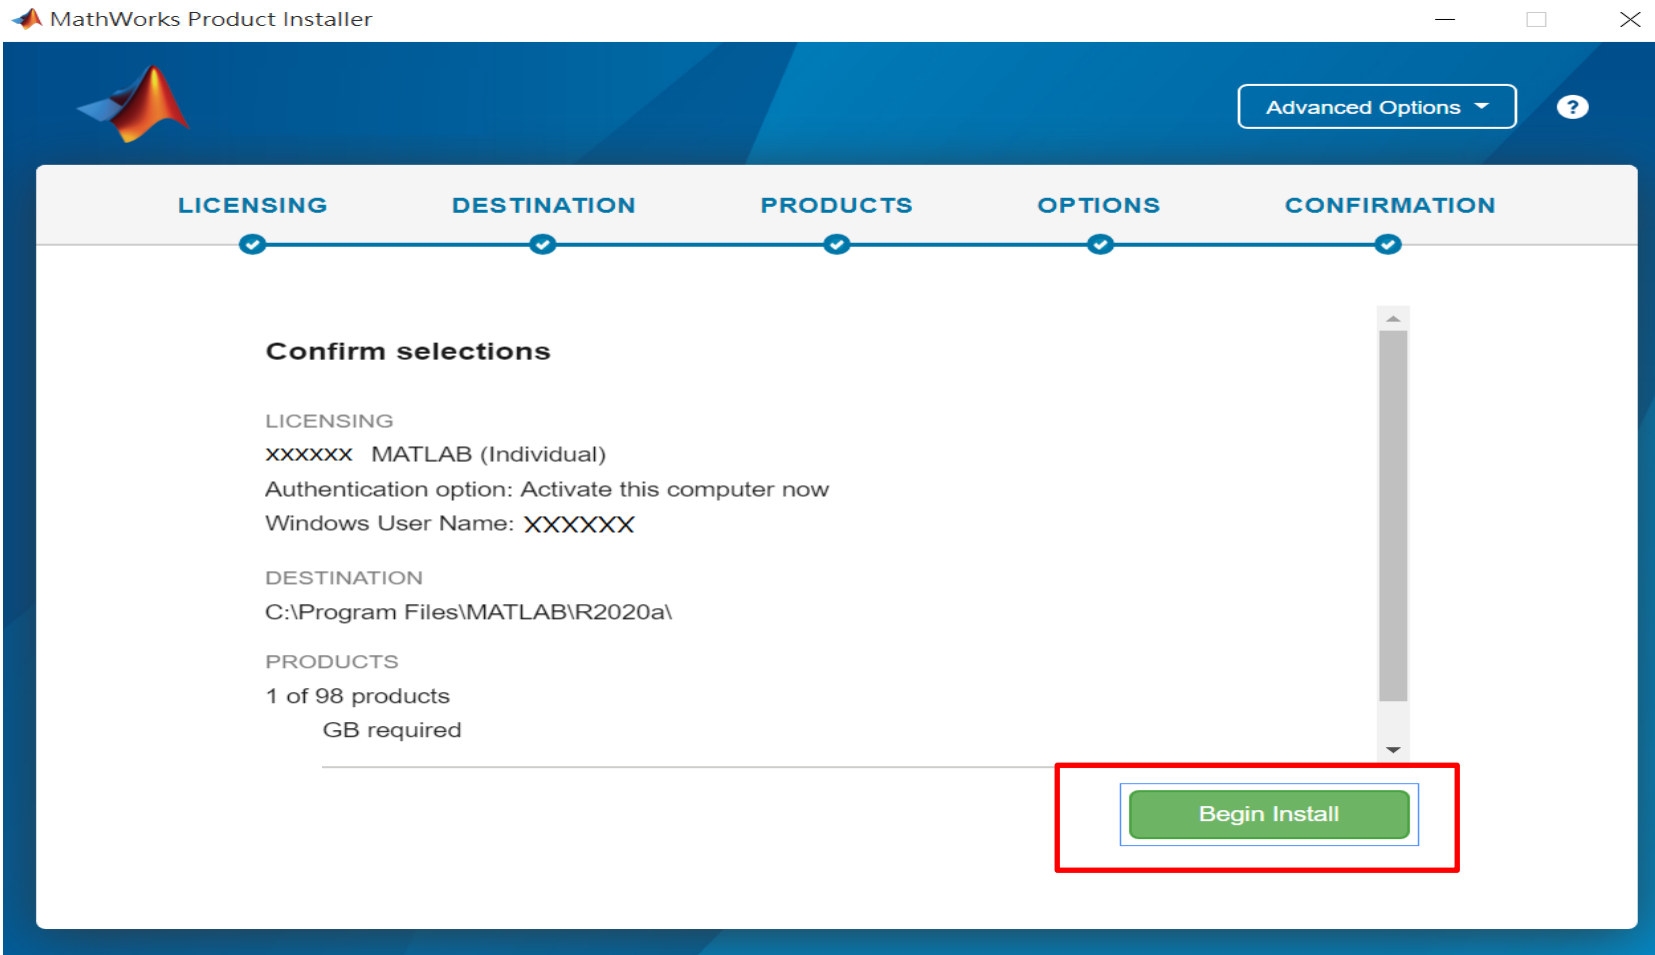 MathWorks Product Installer
Advanced Options
?
LICENSING DESTINATION PRODUCTS OPTIONS CONFIRMATION
Confirm selections
LICENSING
xxxxxx MATLAB (Individual)
Authentication option: Activate this computer now
Windows User Name: XXXXXX
DESTINATION
C:\Program Files\MATLAB\R2020a\
PRODUCTS
1 of 98 products
GB required
Begin Install